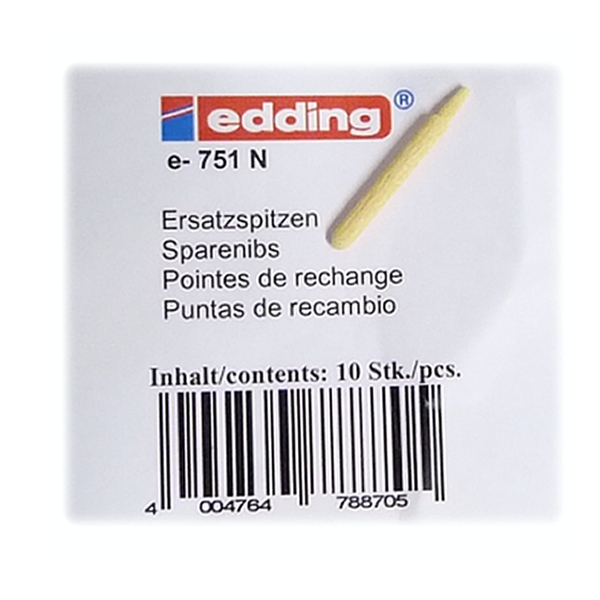 edding®
e- 751 N
Ersatzspitzen
Sparenibs
Pointes de rechange
Puntas de recambio
Inhalt/contents: 10 Stk./pcs.
4 004764 788705